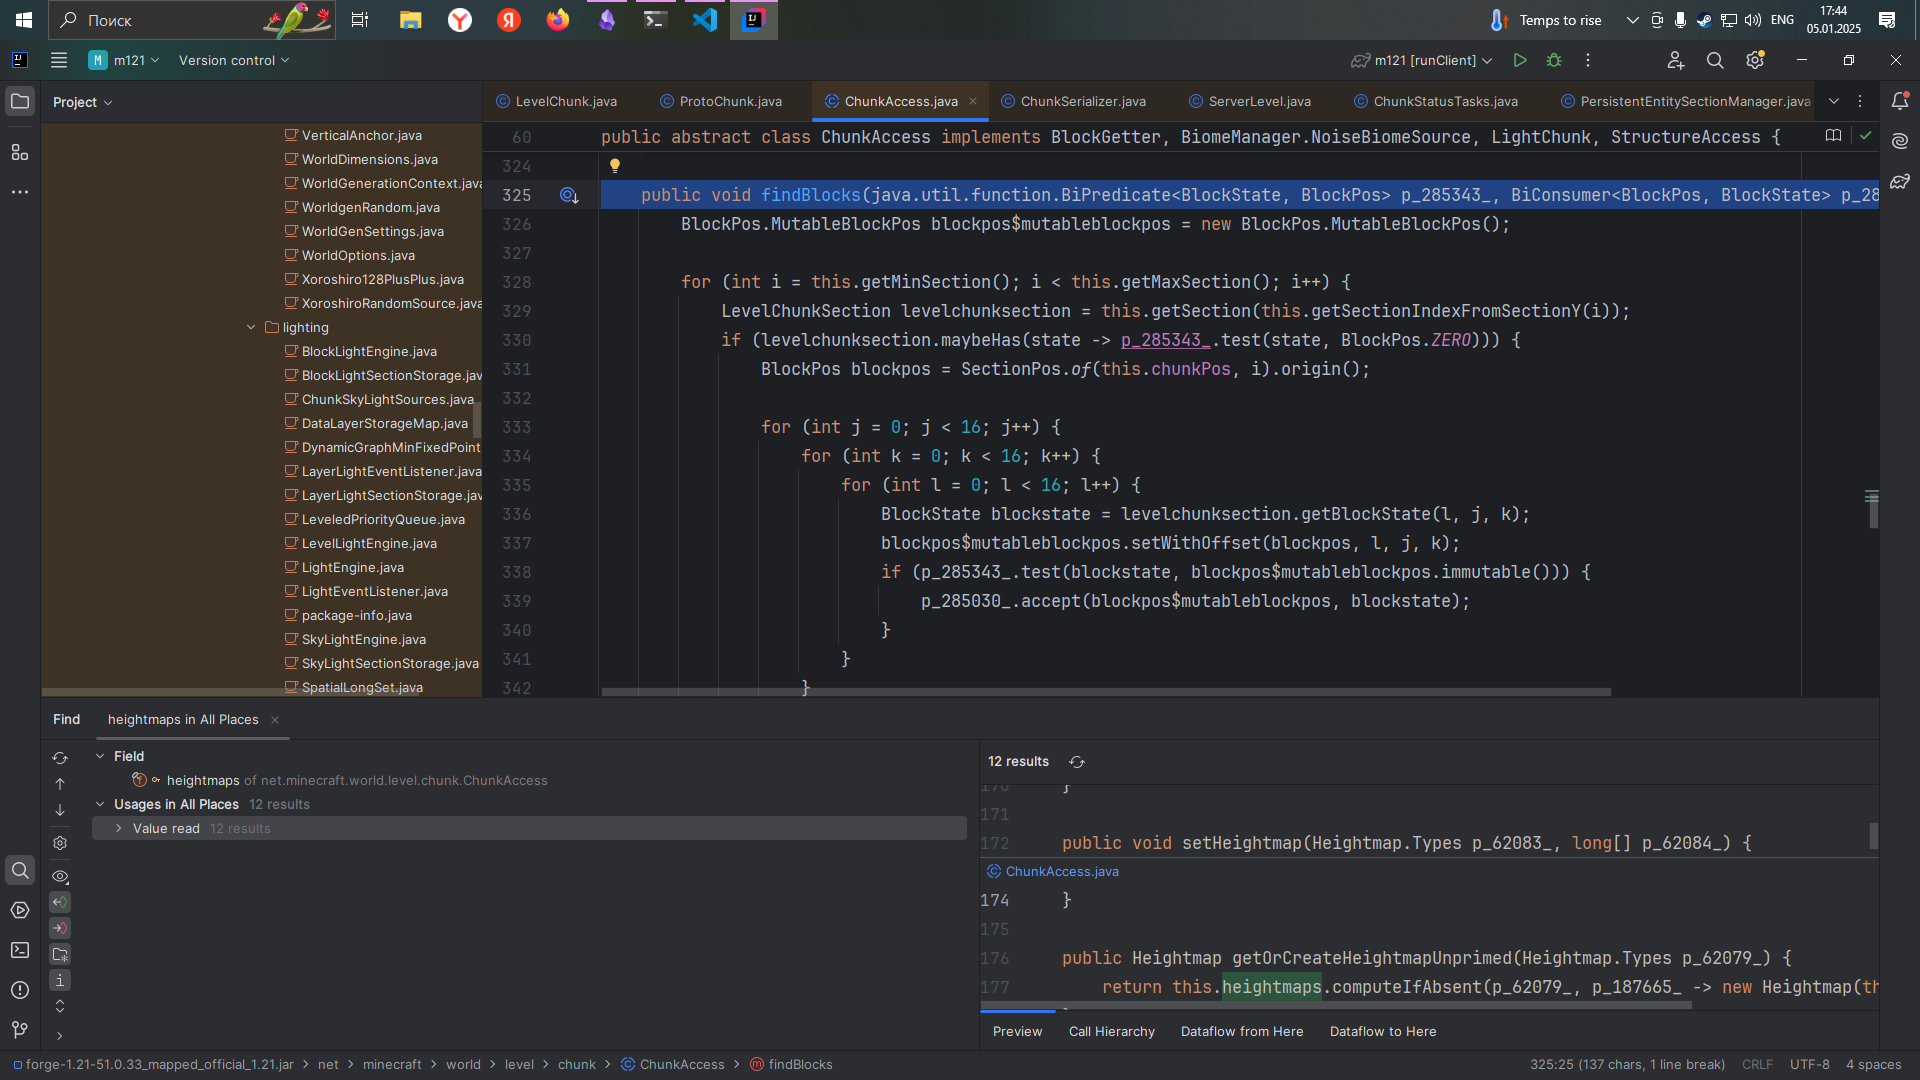 Поиск
Temps to rise
ENG
17:44
05.01.2025
M
m121
Version control
m121 [runClient]
Project
LevelChunk.java
ProtoChunk.java
ChunkAccess.java
ChunkSerializer.java
ServerLevel.java
ChunkStatusTasks.java
PersistentEntitySectionManager.java
VerticalAnchor.java
WorldDimensions.java
WorldGenerationContext.java
WorldgenRandom.java
WorldGenSettings.java
WorldOptions.java
Xoroshiro128PlusPlus.java
XoroshiroRandomSource.java
lighting
BlockLightEngine.java
BlockLightSectionStorage.jav
ChunkSkyLightSources.java
DataLayerStorageMap.java
DynamicGraphMinFixedPoint
LayerLightEventListener.java
LayerLightSectionStorage.jav
LeveledPriorityQueue.java
LevelLightEngine.java
LightEngine.java
LightEventListener.java
package-info.java
SkyLightEngine.java
SkyLightSectionStorage.java
SpatialLongSet.java
60 public abstract class ChunkAccess implements BlockGetter, BiomeManager.NoiseBiomeSource, LightChunk, StructureAccess {
324
325 public void findBlocks(java.util.function.BiPredicate<BlockState, BlockPos> p_285343_, BiConsumer<BlockPos, BlockState> p_28
326 BlockPos.MutableBlockPos blockpos$mutableblockpos = new BlockPos.MutableBlockPos();
327
328 for (int i = this.getMinSection(); i < this.getMaxSection(); i++) {
329 LevelChunkSection levelchunksection = this.getSection(this.getSectionIndexFromSectionY(i));
330 if (levelchunksection.maybeHas(state -> p_285343_.test(state, BlockPos.ZERO))) {
331 BlockPos blockpos = SectionPos.of(this.chunkPos, i).origin();
332
333 for (int j = 0; j < 16; j++) {
334 for (int k = 0; k < 16; k++) {
335 for (int l = 0; l < 16; l++) {
336 BlockState blockstate = levelchunksection.getBlockState(l, j, k);
337 blockpos$mutableblockpos.setWithOffset(blockpos, l, j, k);
338 if (p_285343_.test(blockstate, blockpos$mutableblockpos.immutable())) {
339 p_285030_.accept(blockpos$mutableblockpos, blockstate);
340 }
341 }
342 }
Find
heightmaps in All Places
Field
heightmaps of net.minecraft.world.level.chunk.ChunkAccess
Usages in All Places 12 results
Value read 12 results
12 results
170 }
171
172 public void setHeightmap(Heightmap.Types p_62083_, long[] p_62084_) {
ChunkAccess.java
174 }
175
176 public Heightmap getOrCreateHeightmapUnprimed(Heightmap.Types p_62079_) {
177 return this.heightmaps.computeIfAbsent(p_62079_, p_187665_ -> new Heightmap(th
Preview
Call Hierarchy
Dataflow from Here
Dataflow to Here
forge-1.21-51.0.33_mapped_official_1.21.jar > net > minecraft > world > level > chunk > ChunkAccess > findBlocks
325:25 (137 chars, 1 line break)
CRLF
UTF-8
4 spaces